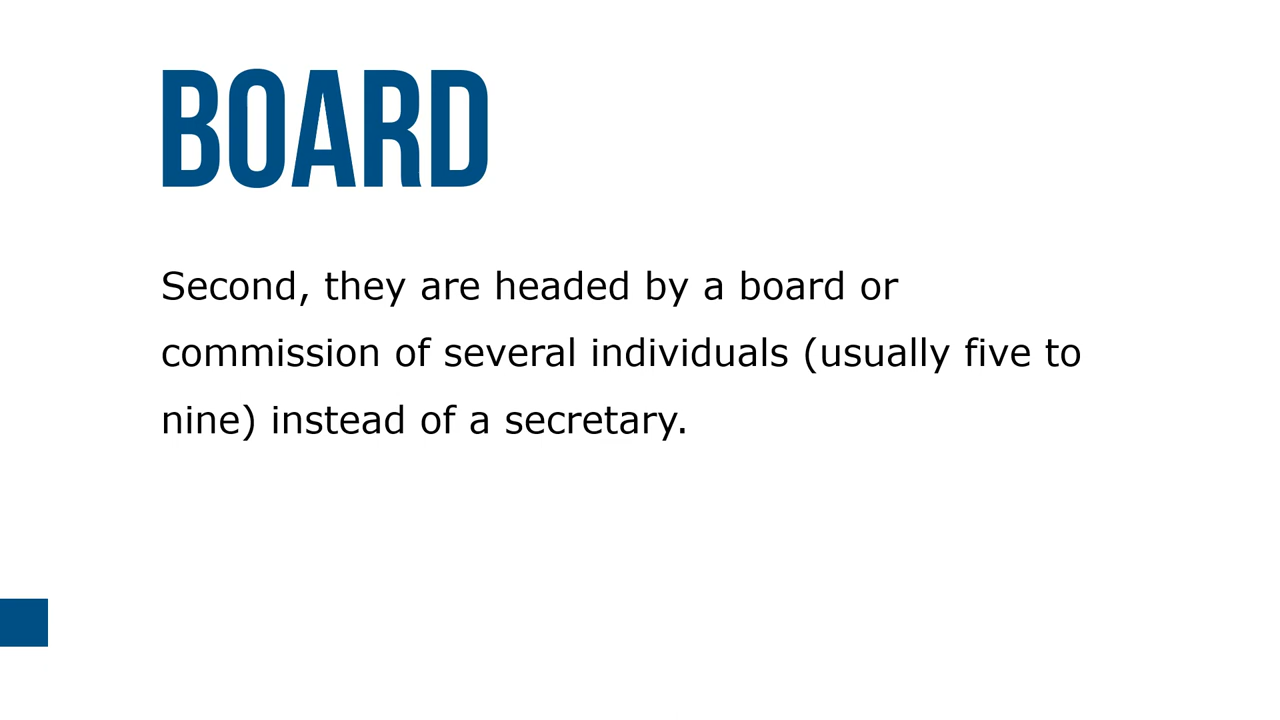 BOARD
Second, they are headed by a board or
commission of several individuals (usually five to
nine) instead of a secretary.